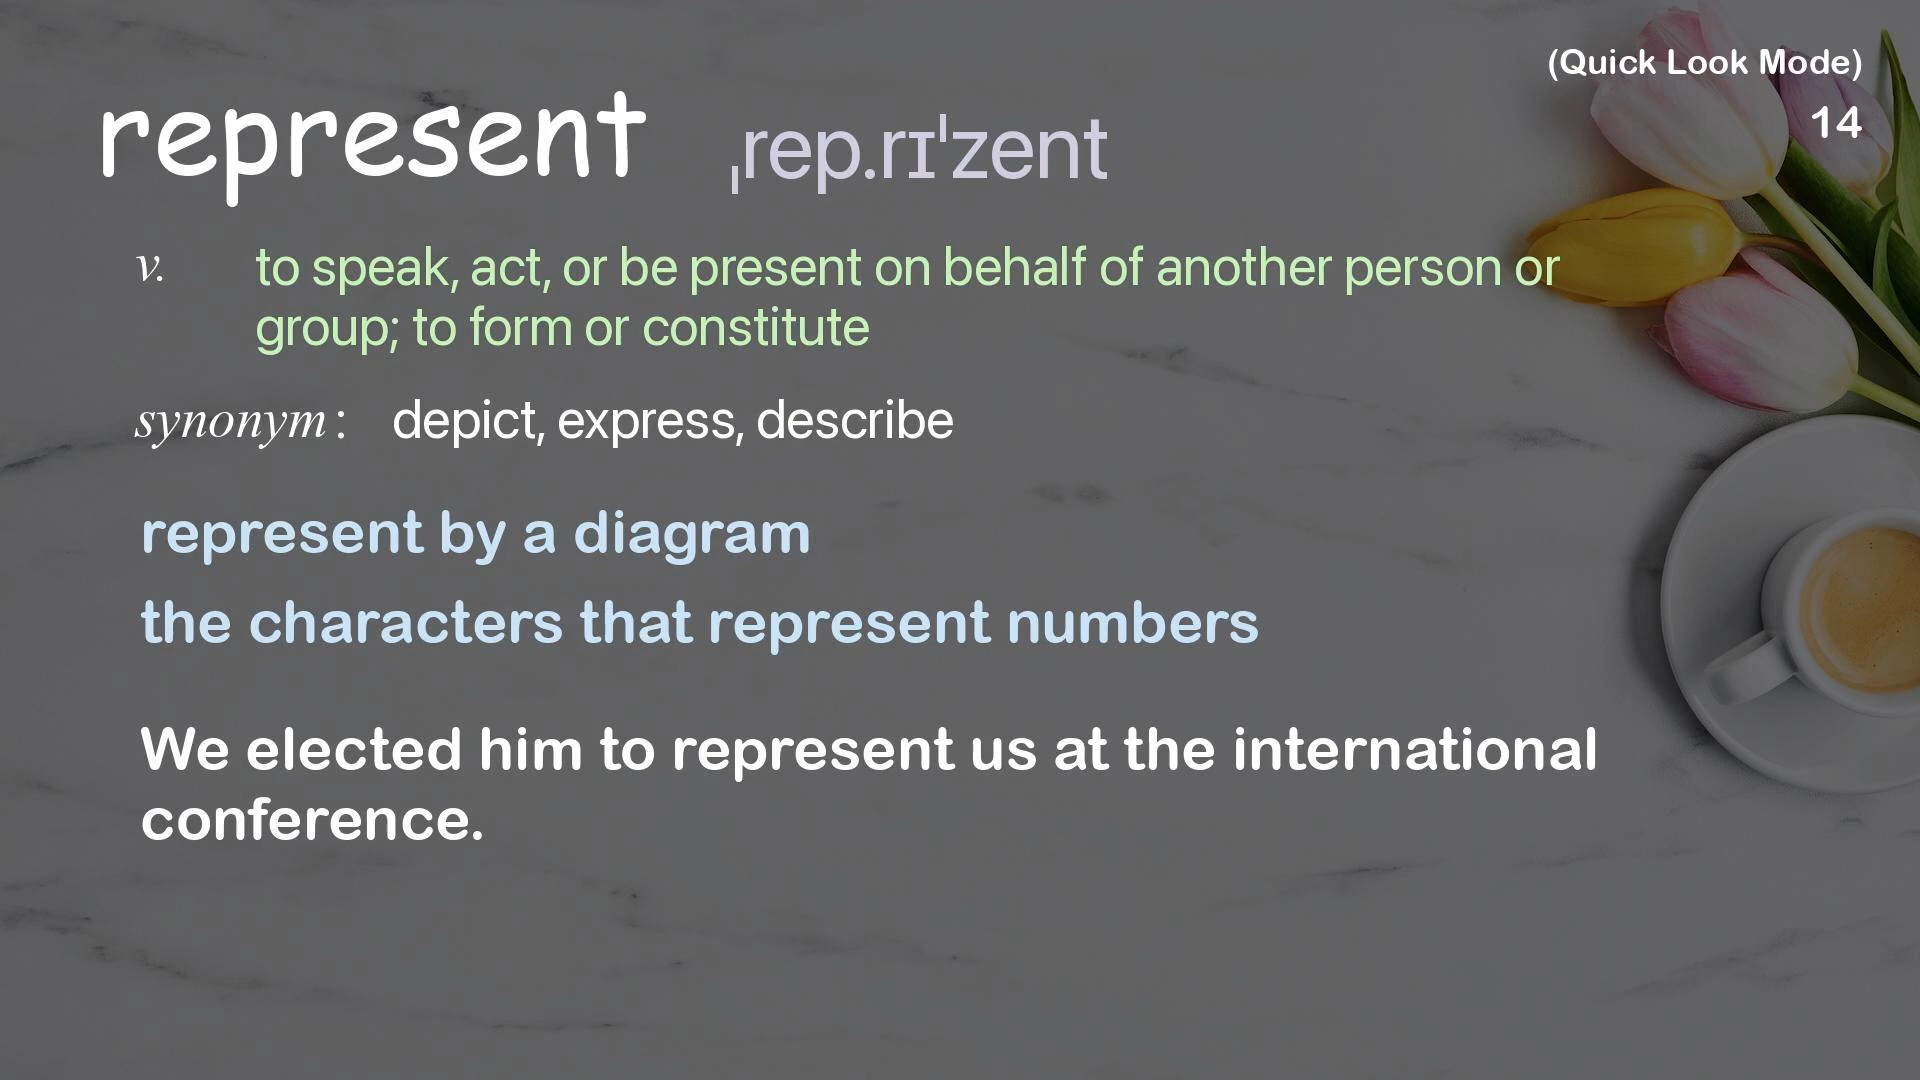 (Quick Look Mode)
14
represent ˌrep.rɪˈzent
v. to speak, act, or be present on behalf of another person or
group; to form or constitute
synonym : depict, express, describe
represent by a diagram
the characters that represent numbers
We elected him to represent us at the international
conference.